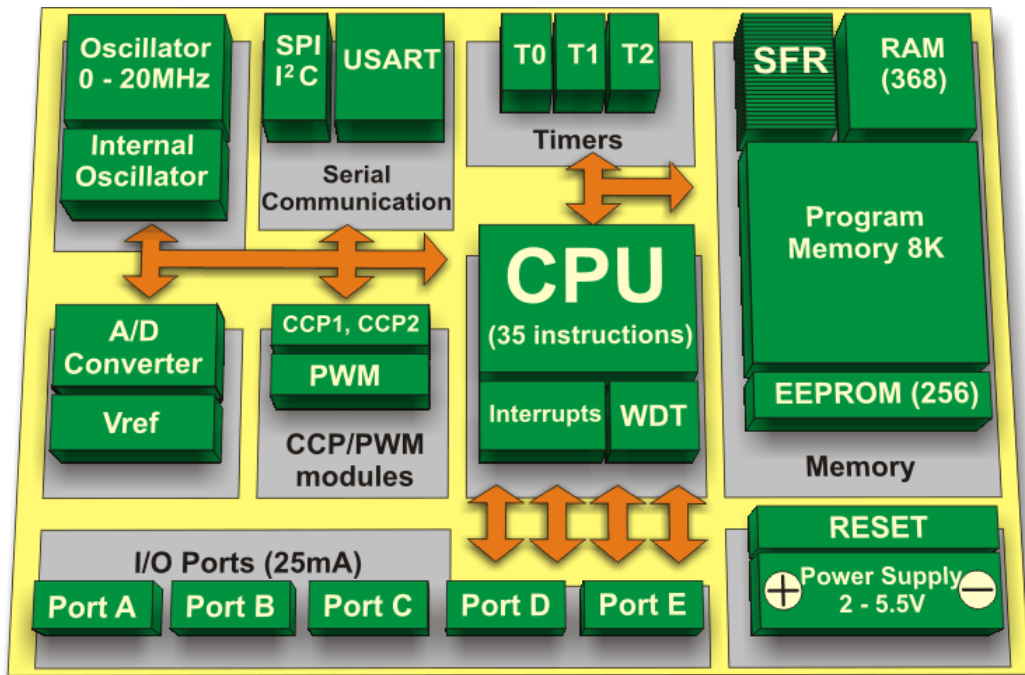 Oscillator
0 - 20MHz
Internal
Oscillator
SPI
I²C
USART
Serial
Communication
T0
T1
T2
Timers
SFR
RAM
(368)
Program
Memory 8K
EEPROM (256)
Memory
A/D
Converter
Vref
CCP1, CCP2
PWM
CCP/PWM
modules
CPU
(35 instructions)
Interrupts
WDT
I/O Ports (25mA)
Port A
Port B
Port C
Port D
Port E
RESET
Power Supply
+ 2 - 5.5V −